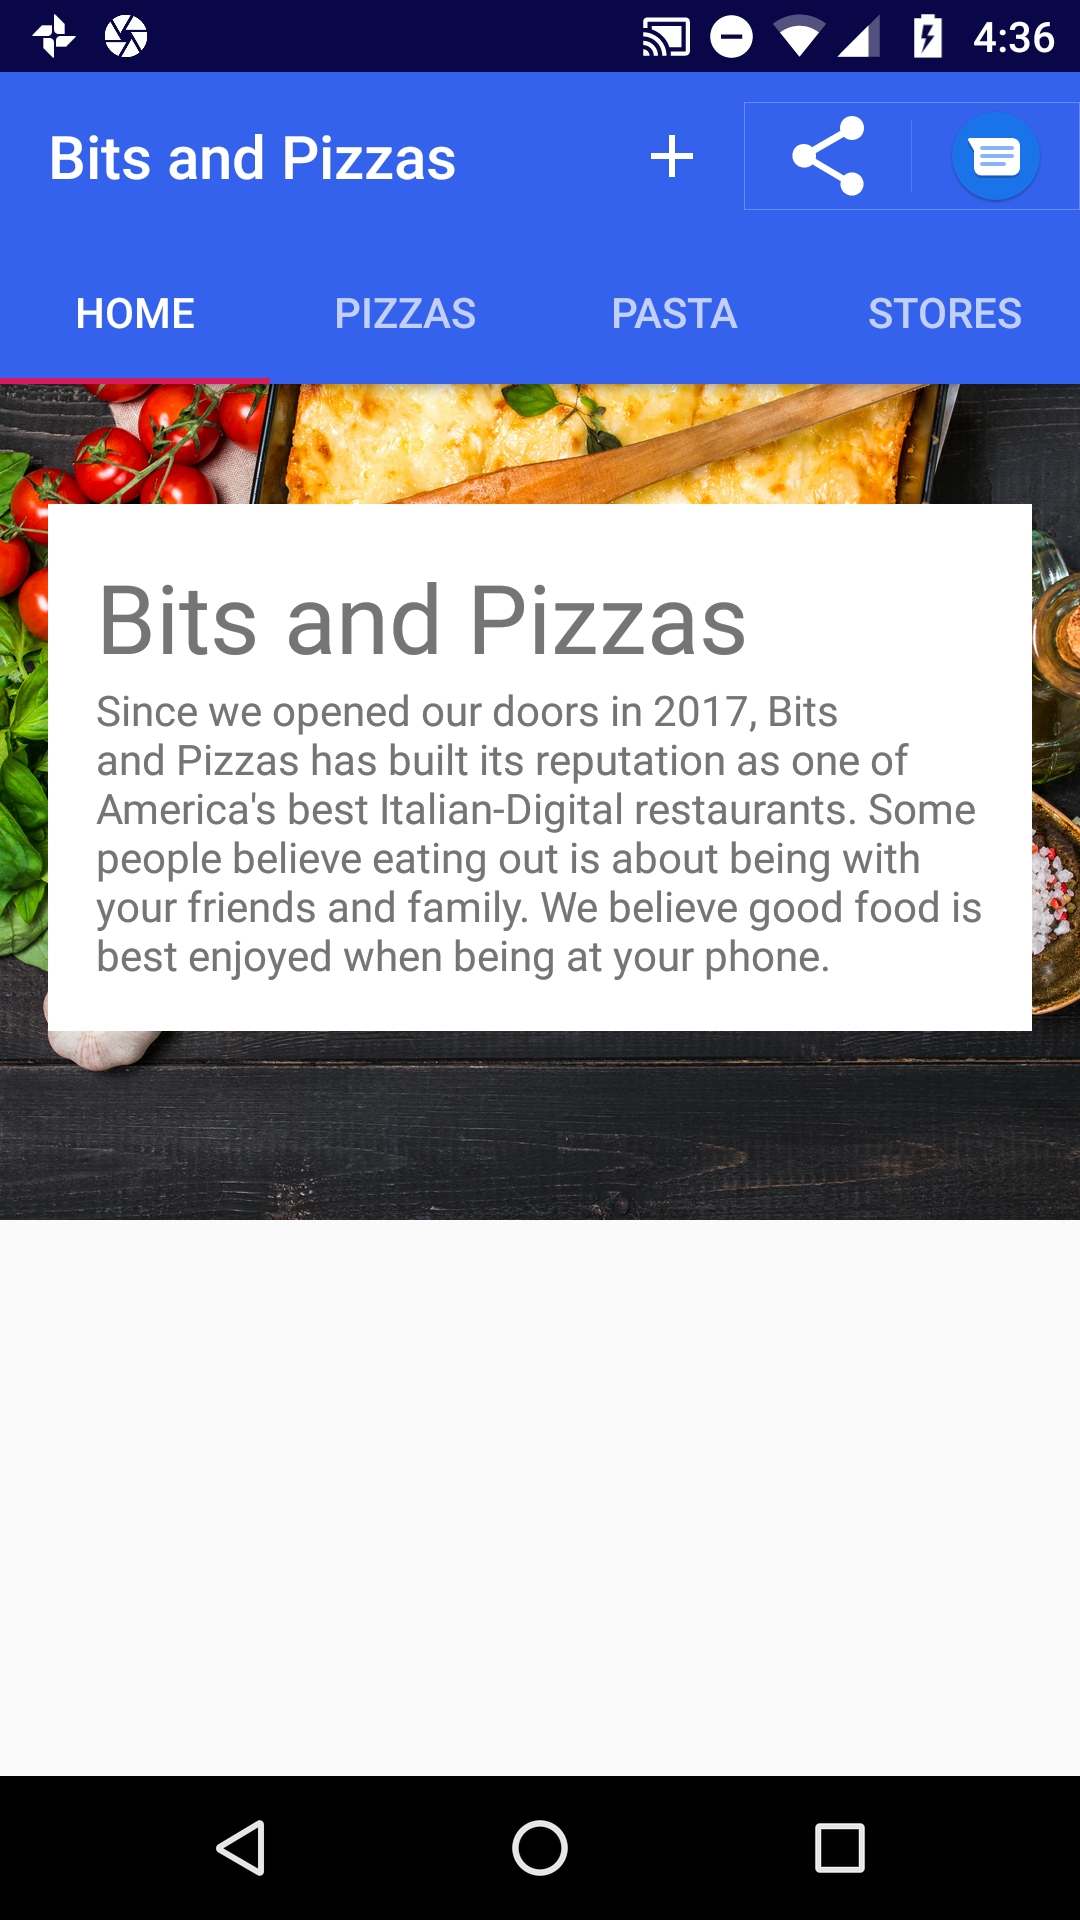 4:36
Bits and Pizzas
HOME PIZZAS PASTA STORES
Bits and Pizzas
Since we opened our doors in 2017, Bits
and Pizzas has built its reputation as one of
America's best Italian-Digital restaurants. Some
people believe eating out is about being with
your friends and family. We believe good food is
best enjoyed when being at your phone.